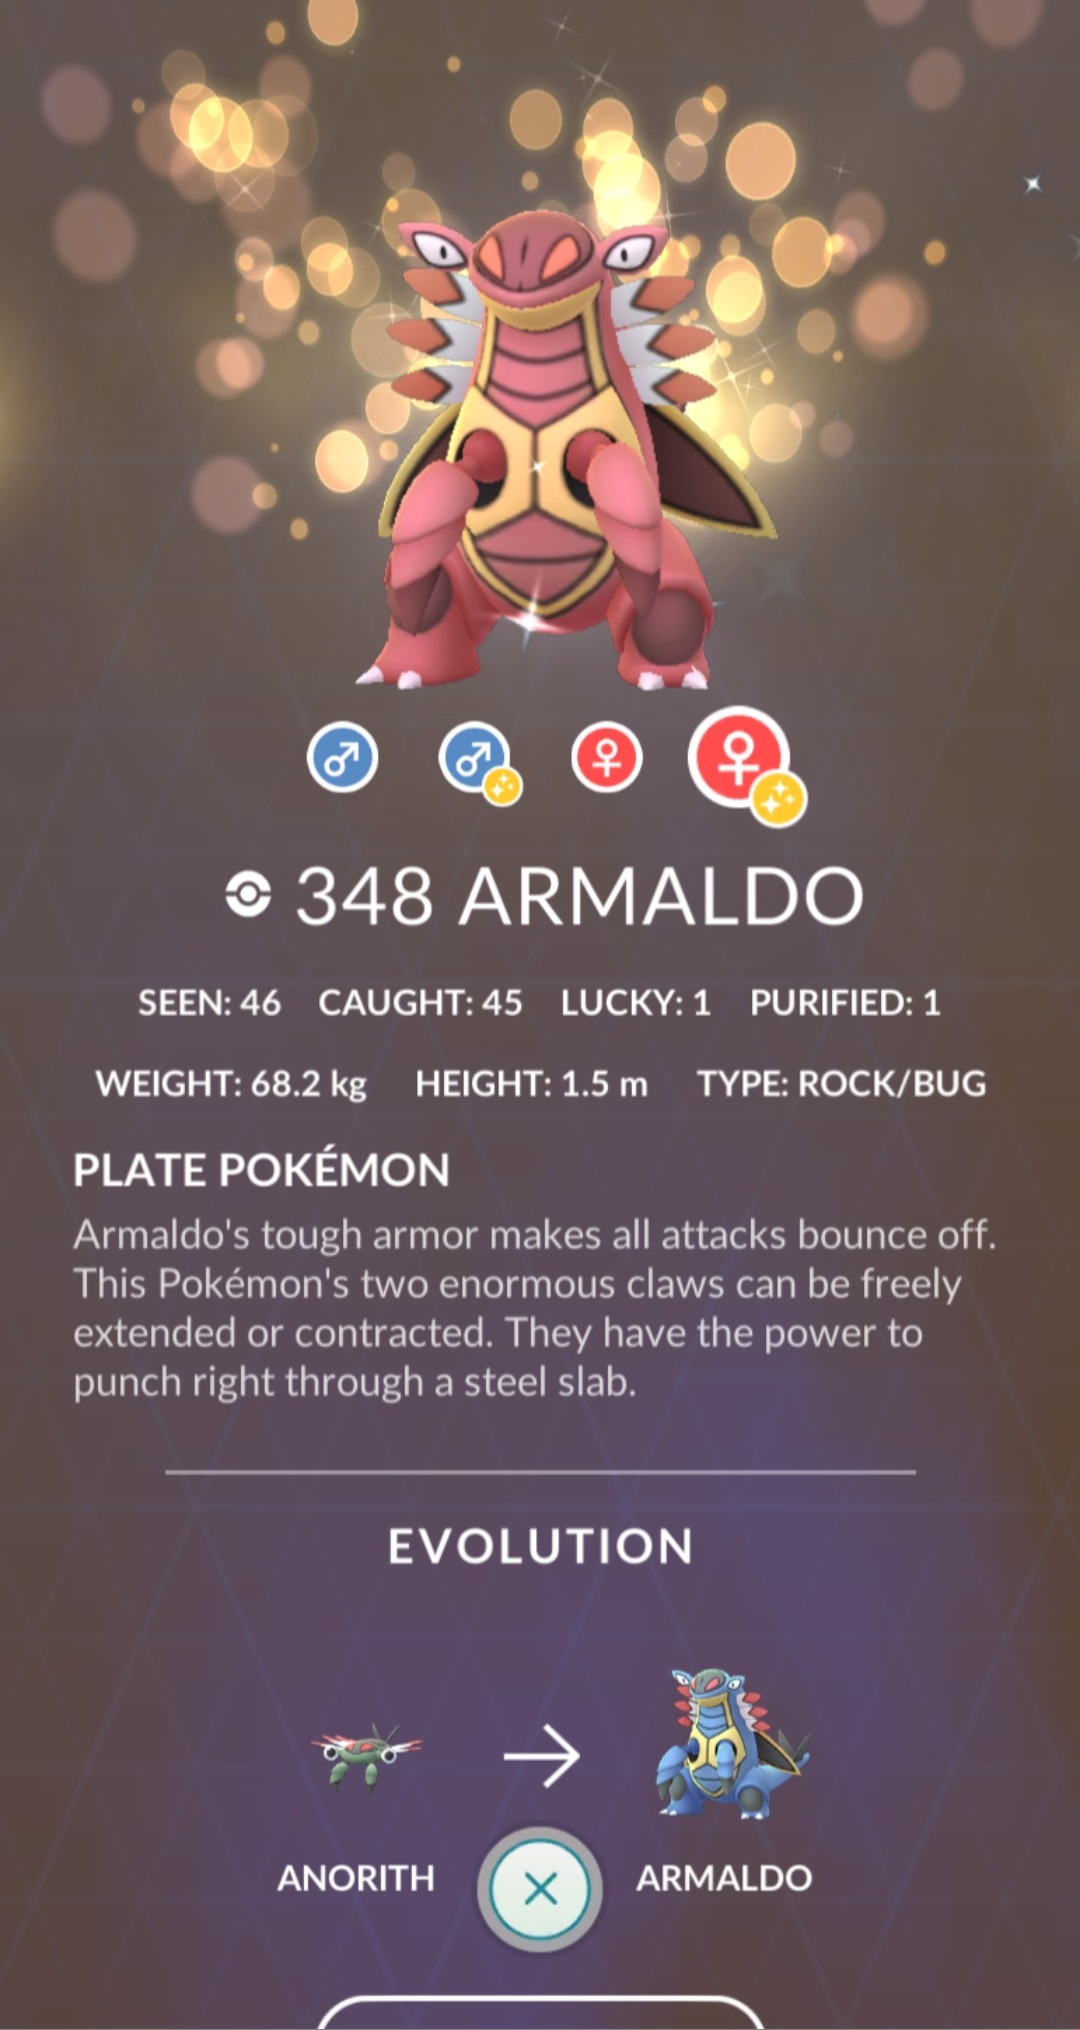 348 ARMALDO
SEEN: 46 CAUGHT: 45 LUCKY: 1 PURIFIED: 1
WEIGHT: 68.2 kg HEIGHT: 1.5 m TYPE: ROCK/BUG
PLATE POKÉMON
Armaldo's tough armor makes all attacks bounce off.
This Pokémon's two enormous claws can be freely
extended or contracted. They have the power to
punch right through a steel slab.
EVOLUTION
ANORITH ARMALDO